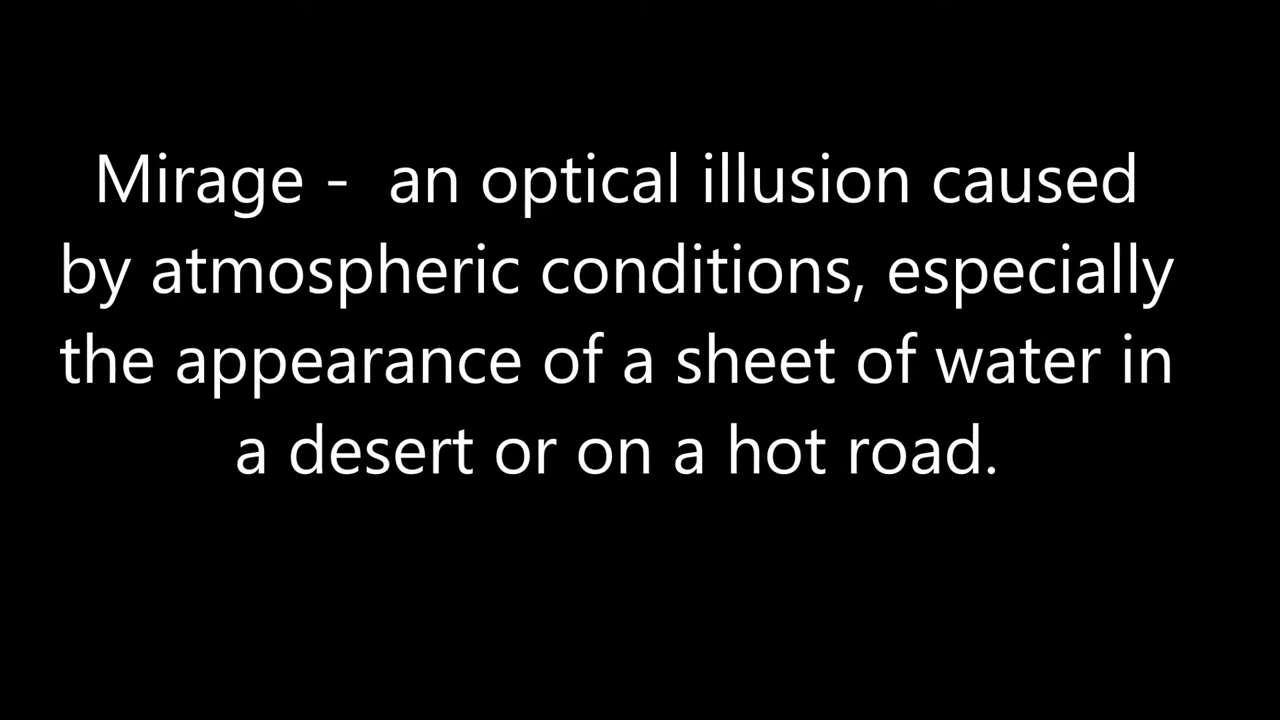 Mirage -  an optical illusion caused
by atmospheric conditions, especially
the appearance of a sheet of water in
a desert or on a hot road.